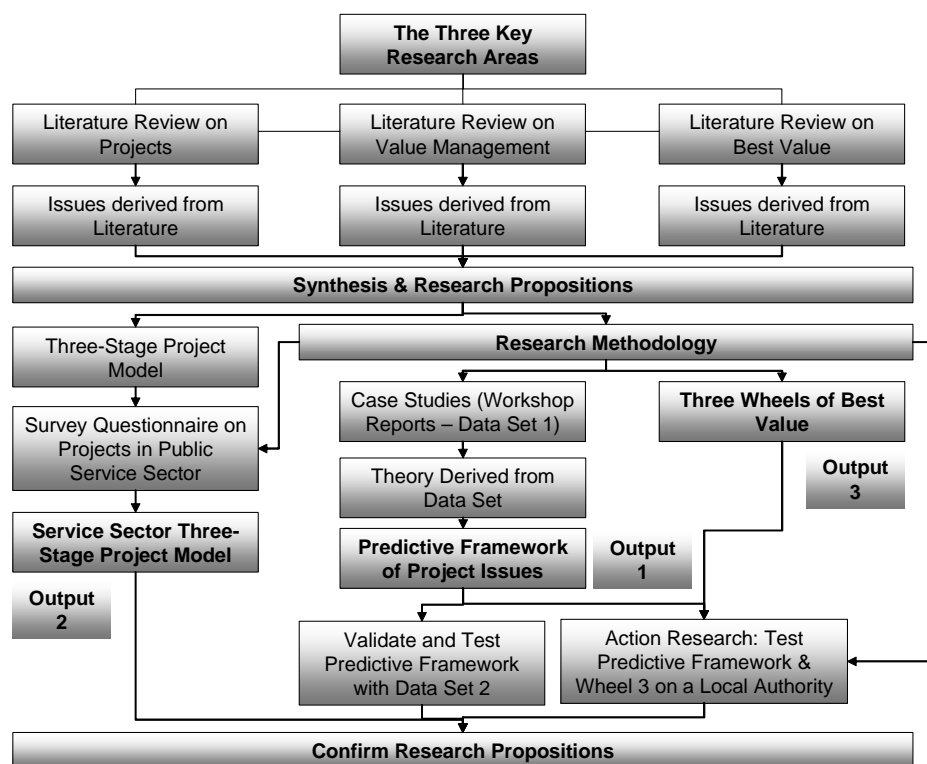 The Three Key
Research Areas
Literature Review on
Projects
Literature Review on
Value Management
Literature Review on
Best Value
Issues derived from
Literature
Issues derived from
Literature
Issues derived from
Literature
Synthesis & Research Propositions
Three-Stage Project
Model
Research Methodology
Survey Questionnaire on
Projects in Public
Service Sector
Case Studies (Workshop
Reports – Data Set 1)
Three Wheels of Best
Value
Output
3
Theory Derived from
Data Set
Service Sector Three-
Stage Project Model
Predictive Framework
of Project Issues
Output
1
Output
2
Validate and Test
Predictive Framework
with Data Set 2
Action Research: Test
Predictive Framework &
Wheel 3 on a Local Authority
Confirm Research Propositions